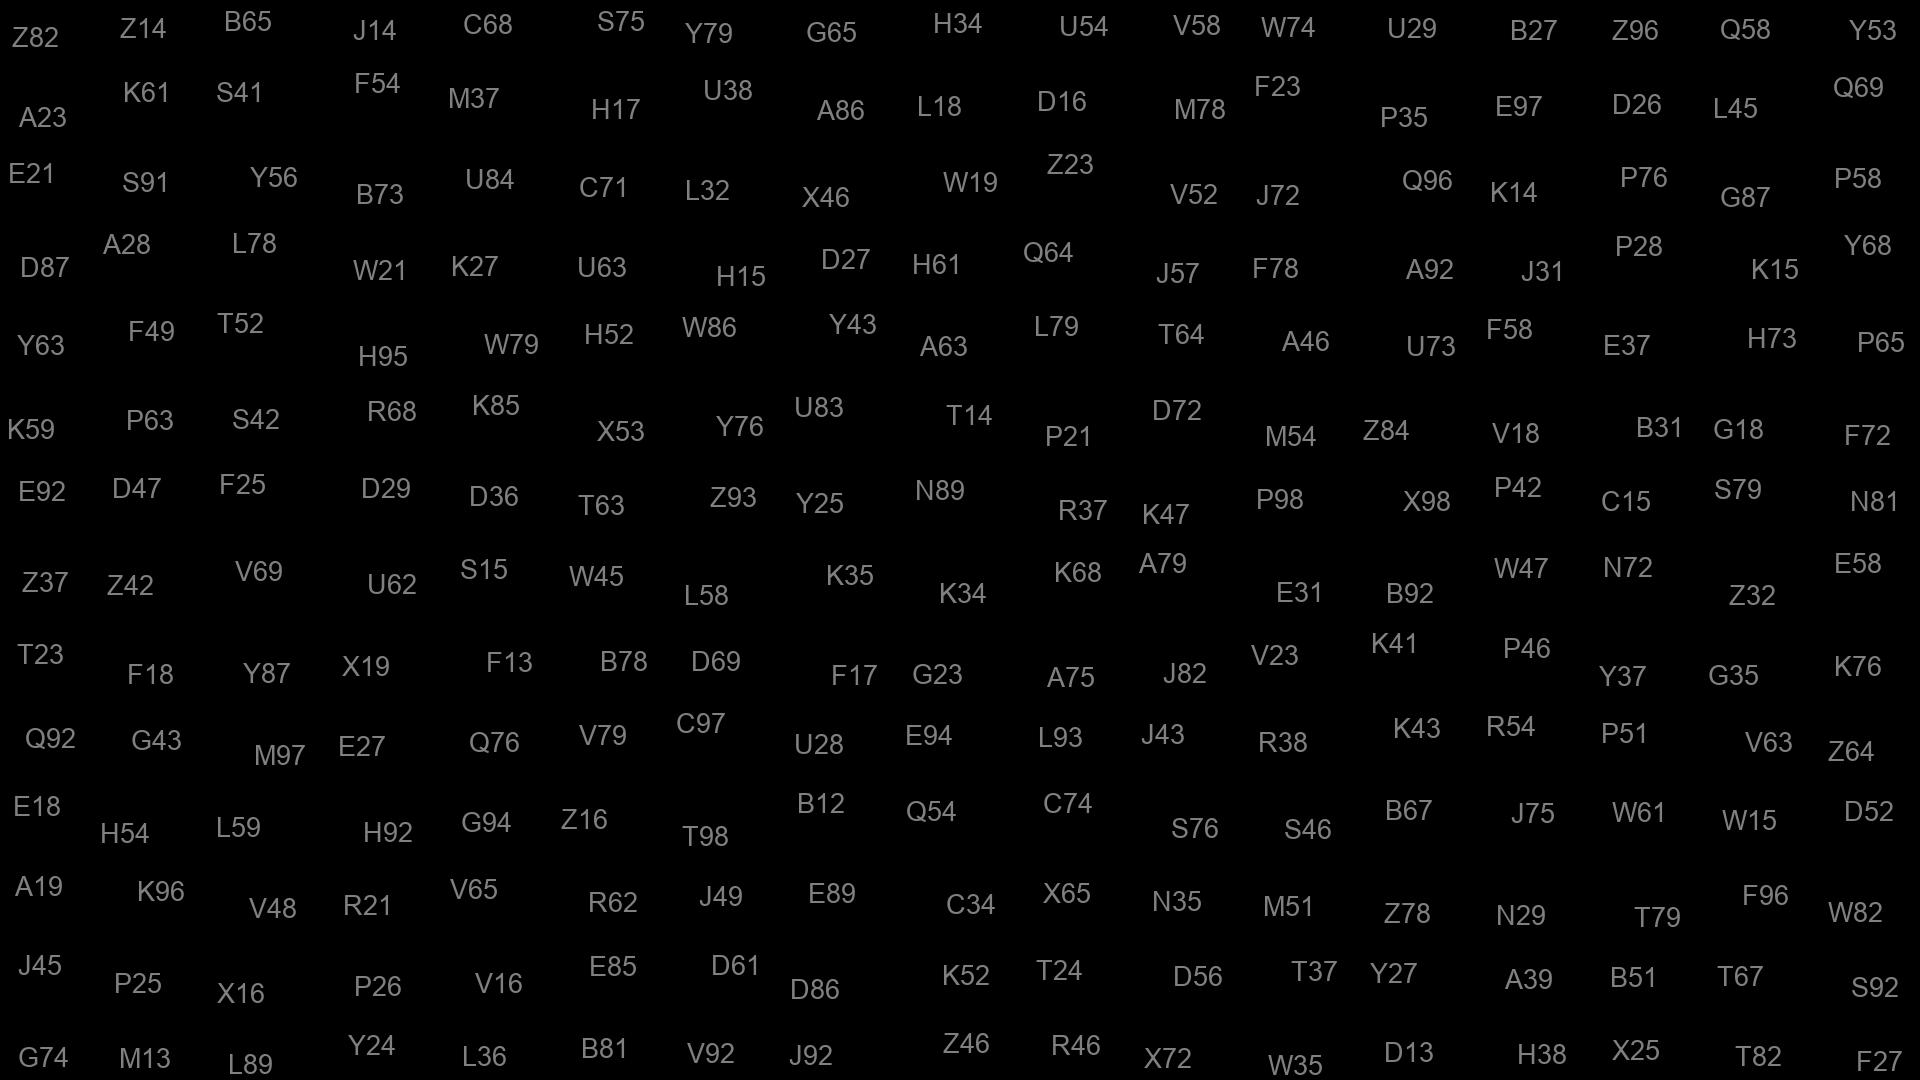 Z82 Z14 B65 J14 C68 S75 Y79 G65 H34 U54 V58 W74 U29 B27 Z96 Q58 Y53
A23 K61 S41 F54 M37 H17 U38 A86 L18 D16 M78 F23 P35 E97 D26 L45 Q69
E21 S91 Y56 B73 U84 C71 L32 X46 W19 Z23 V52 J72 Q96 K14 P76 G87 P58
D87 A28 L78 W21 K27 U63 H15 D27 H61 Q64 J57 F78 A92 J31 P28 K15 Y68
Y63 F49 T52 H95 W79 H52 W86 Y43 A63 L79 T64 A46 U73 F58 E37 H73 P65
K59 P63 S42 R68 K85 X53 Y76 U83 T14 P21 D72 M54 Z84 V18 B31 G18 F72
E92 D47 F25 D29 D36 T63 Z93 Y25 N89 R37 K47 P98 X98 P42 C15 S79 N81
Z37 Z42 V69 U62 S15 W45 L58 K35 K34 K68 A79 E31 B92 W47 N72 Z32 E58
T23 F18 Y87 X19 F13 B78 D69 F17 G23 A75 J82 V23 K41 P46 Y37 G35 K76
Q92 G43 M97 E27 Q76 V79 C97 U28 E94 L93 J43 R38 K43 R54 P51 V63 Z64
E18 H54 L59 H92 G94 Z16 T98 B12 Q54 C74 S76 S46 B67 J75 W61 W15 D52
A19 K96 V48 R21 V65 R62 J49 E89 C34 X65 N35 M51 Z78 N29 T79 F96 W82
J45 P25 X16 P26 V16 E85 D61 D86 K52 T24 D56 T37 Y27 A39 B51 T67 S92
G74 M13 L89 Y24 L36 B81 V92 J92 Z46 R46 X72 W35 D13 H38 X25 T82 F27